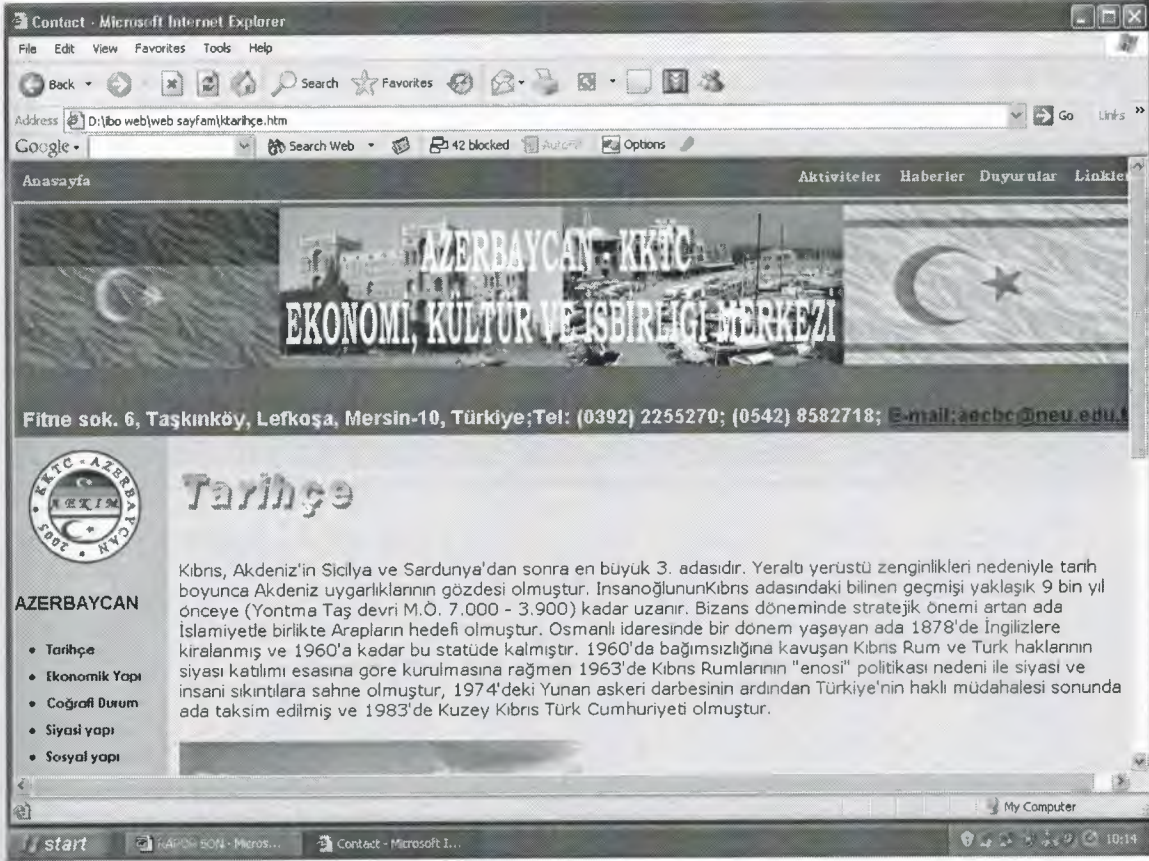 Contact - Microsoft Internet Explorer
File Edit View Favorites Tools Help
Back Search Favorites
Address D:\ibo web\web sayfam\ktarihçe.htm Go Links »
Google Search Web 42 blocked Options
Anasayfa Aktiviteler Haberler Duyurular Linkler
AZERBAYCAN - KKTC
EKONOMİ, KÜLTÜR VE ISBIRLIGI MERKEZİ
Fitne sok. 6, Taşkınköy, Lefkoşa, Mersin-10, Türkiye;Tel: (0392) 2255270; (0542) 8582718; E-mail;aecbc@neu.edu.
KKTC - AZERBAYCAN
2005
Tarihçe
Kıbrıs, Akdeniz'in Sicilya ve Sardunya'dan sonra en büyük 3. adasıdır. Yeraltı yerüstü zenginlikleri nedeniyle tarih
boyunca Akdeniz uygarlıklarının gözdesi olmuştur. InsanoğlununKıbrıs adasındaki bilinen geçmişi yaklaşık 9 bin yıl
önceye (Yontma Taş devri M.Ö. 7.000 - 3.900) kadar uzanır. Bizans döneminde stratejik önemi artan ada
İslamiyetle birlikte Arapların hedefi olmuştur. Osmanlı idaresinde bir dönem yaşayan ada 1878'de İngilizlere
kiralanmış ve 1960'a kadar bu statüde kalmıştır. 1960'da bağımsızlığına kavuşan Kıbrıs Rum ve Turk haklarının
siyası katılımı esasına göre kurulmasına rağmen 1963'de Kıbrıs Rumlarının "enosi" politikası nedeni ile siyasi ve
insani sıkıntılara sahne olmuştur, 1974'deki Yunan askeri darbesinin ardından Türkiye'nin haklı müdahalesi sonunda
ada taksim edilmiş ve 1983'de Kuzey Kıbrıs Türk Cumhuriyeti olmuştur.
AZERBAYCAN
• Tarihçe
• Ekonomik Yapı
• Coğrafi Durum
• Siyasi yapı
• Sosyal yapı
My Computer
start RAPOR SON - Micros... Contact - Microsoft I... 10:14